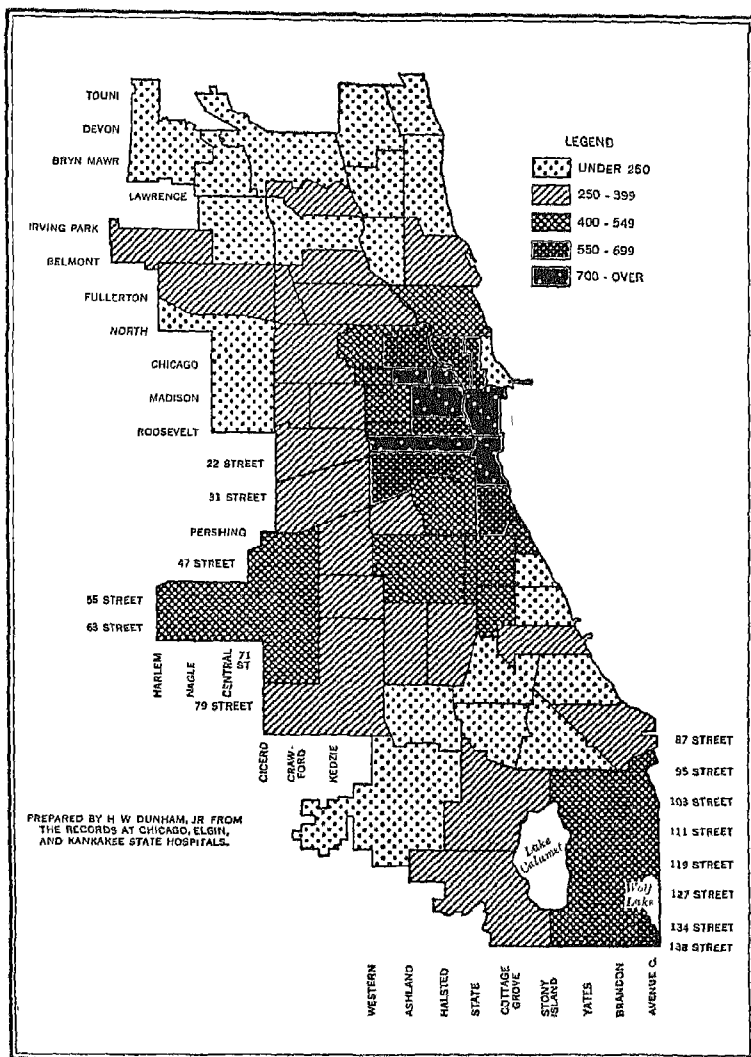 TOUNI
DEVON
BRYN MAWR
LAWRENCE
IRVING PARK
BELMONT
FULLERTON
NORTH
CHICAGO
MADISON
ROOSEVELT
22 STREET
31 STREET
PERSHING
47 STREET
55 STREET
63 STREET
HARLEM
NAGLE
CENTRAL
71 ST
79 STREET
CICERO
CRAW-
FORD
KEDZIE
LEGEND
UNDER 250
250 - 399
400 - 549
550 - 699
700 - OVER
87 STREET
95 STREET
103 STREET
111 STREET
119 STREET
127 STREET
134 STREET
138 STREET
Lake
Calumet
Wolf
Lake
PREPARED BY H W DUNHAM, JR FROM
THE RECORDS AT CHICAGO, ELGIN,
AND KANKAKEE STATE HOSPITALS.
WESTERN
ASHLAND
HALSTED
STATE
COTTAGE
GROVE
STONY
ISLAND
YATES
BRANDON
AVENUE C.